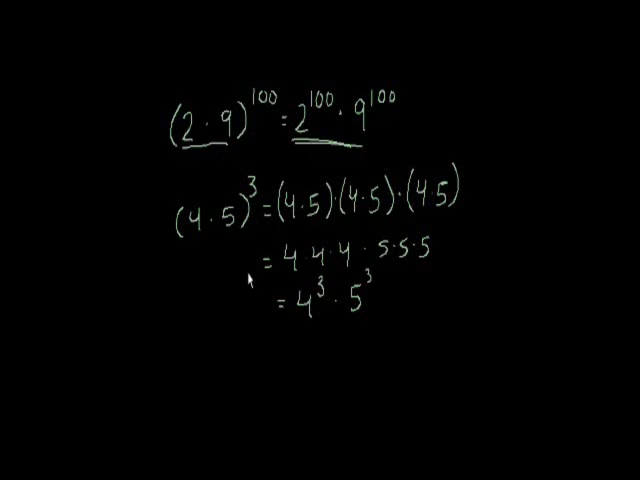 (2 · 9)^100 = 2^100 · 9^100
(4 · 5)^3 = (4 · 5) · (4 · 5) · (4 · 5)
= 4 · 4 · 4 · 5 · 5 · 5
= 4^3 · 5^3